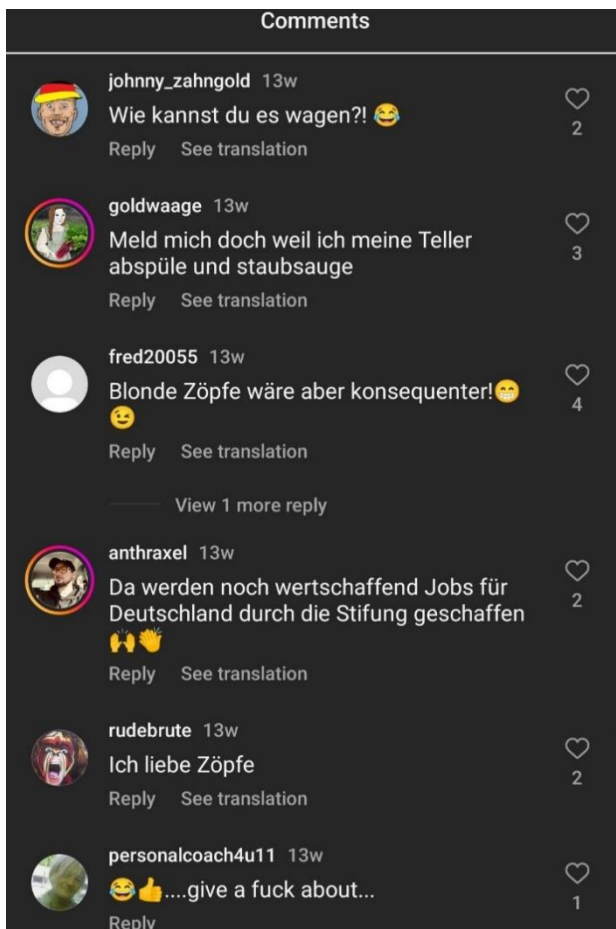 Comments
johnny_zahngold 13w
Wie kannst du es wagen?! 😂
2
Reply See translation
goldwaage 13w
Meld mich doch weil ich meine Teller
abspüle und staubsauge
3
Reply See translation
fred20055 13w
Blonde Zöpfe wäre aber konsequenter!😁
😉
4
Reply See translation
View 1 more reply
anthraxel 13w
Da werden noch wertschaffend Jobs für
Deutschland durch die Stifung geschaffen
🙌👏
2
Reply See translation
rudebrute 13w
Ich liebe Zöpfe
2
Reply See translation
personalcoach4u11 13w
😂👍....give a fuck about...
1
Reply